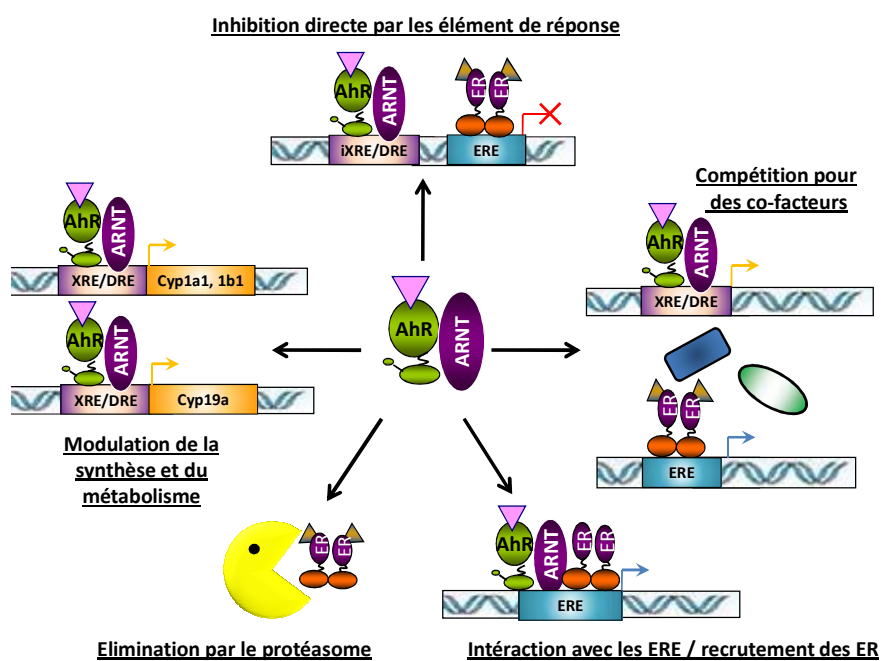 Inhibition directe par les élément de réponse
AhR
ARNT
ER
ER
iXRE/DRE
ERE
Compétition pour
des co-facteurs
AhR
ARNT
XRE/DRE
Cyp1a1, 1b1
AhR
ARNT
XRE/DRE
AhR
ARNT
AhR
ARNT
XRE/DRE
Cyp19a
ER
ER
ERE
Modulation de la
synthèse et du
métabolisme
ER
ER
AhR
ARNT
ER
ER
ERE
Elimination par le protéasome
Intéraction avec les ERE / recrutement des ER